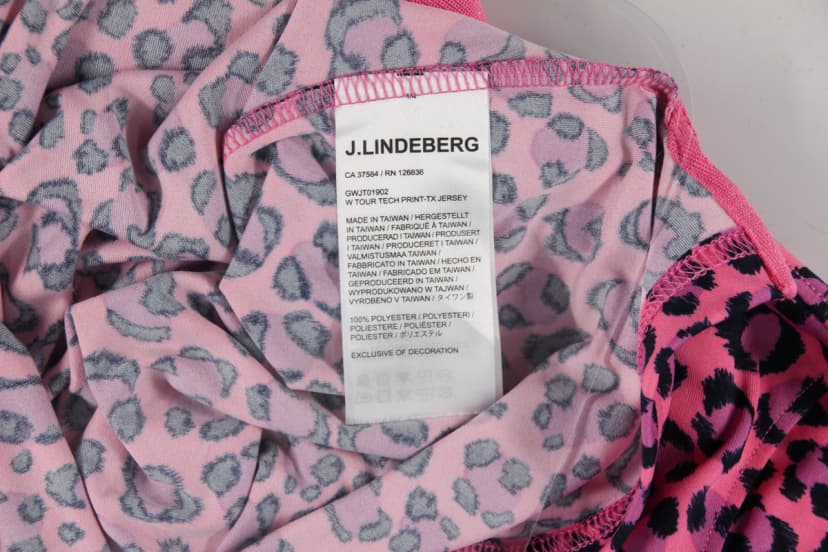 J.LINDEBERG
CA 37584 / RN 126836
GWJT01902
W TOUR TECH PRINT-TX JERSEY
MADE IN TAIWAN / HERGESTELLT
IN TAIWAN / FABRIQUÉ À TAIWAN /
PRODUCERAD I TAIWAN / PRODUSERT
I TAIWAN / PRODUCERET I TAIWAN /
VALMISTUSMAA TAIWAN /
FABBRICATO IN TAIWAN / HECHO EN
TAIWAN / FABRICADO EM TAIWAN /
GEPRODUCEERD IN TAIWAN /
WYPRODUKOWANO W TAJWAN /
VYROBENO V TAIWAN / タイワン製
100% POLYESTER / POLYESTER /
POLIESTERE / POLIÉSTER /
POLIESTER / ポリエステル
EXCLUSIVE OF DECORATION